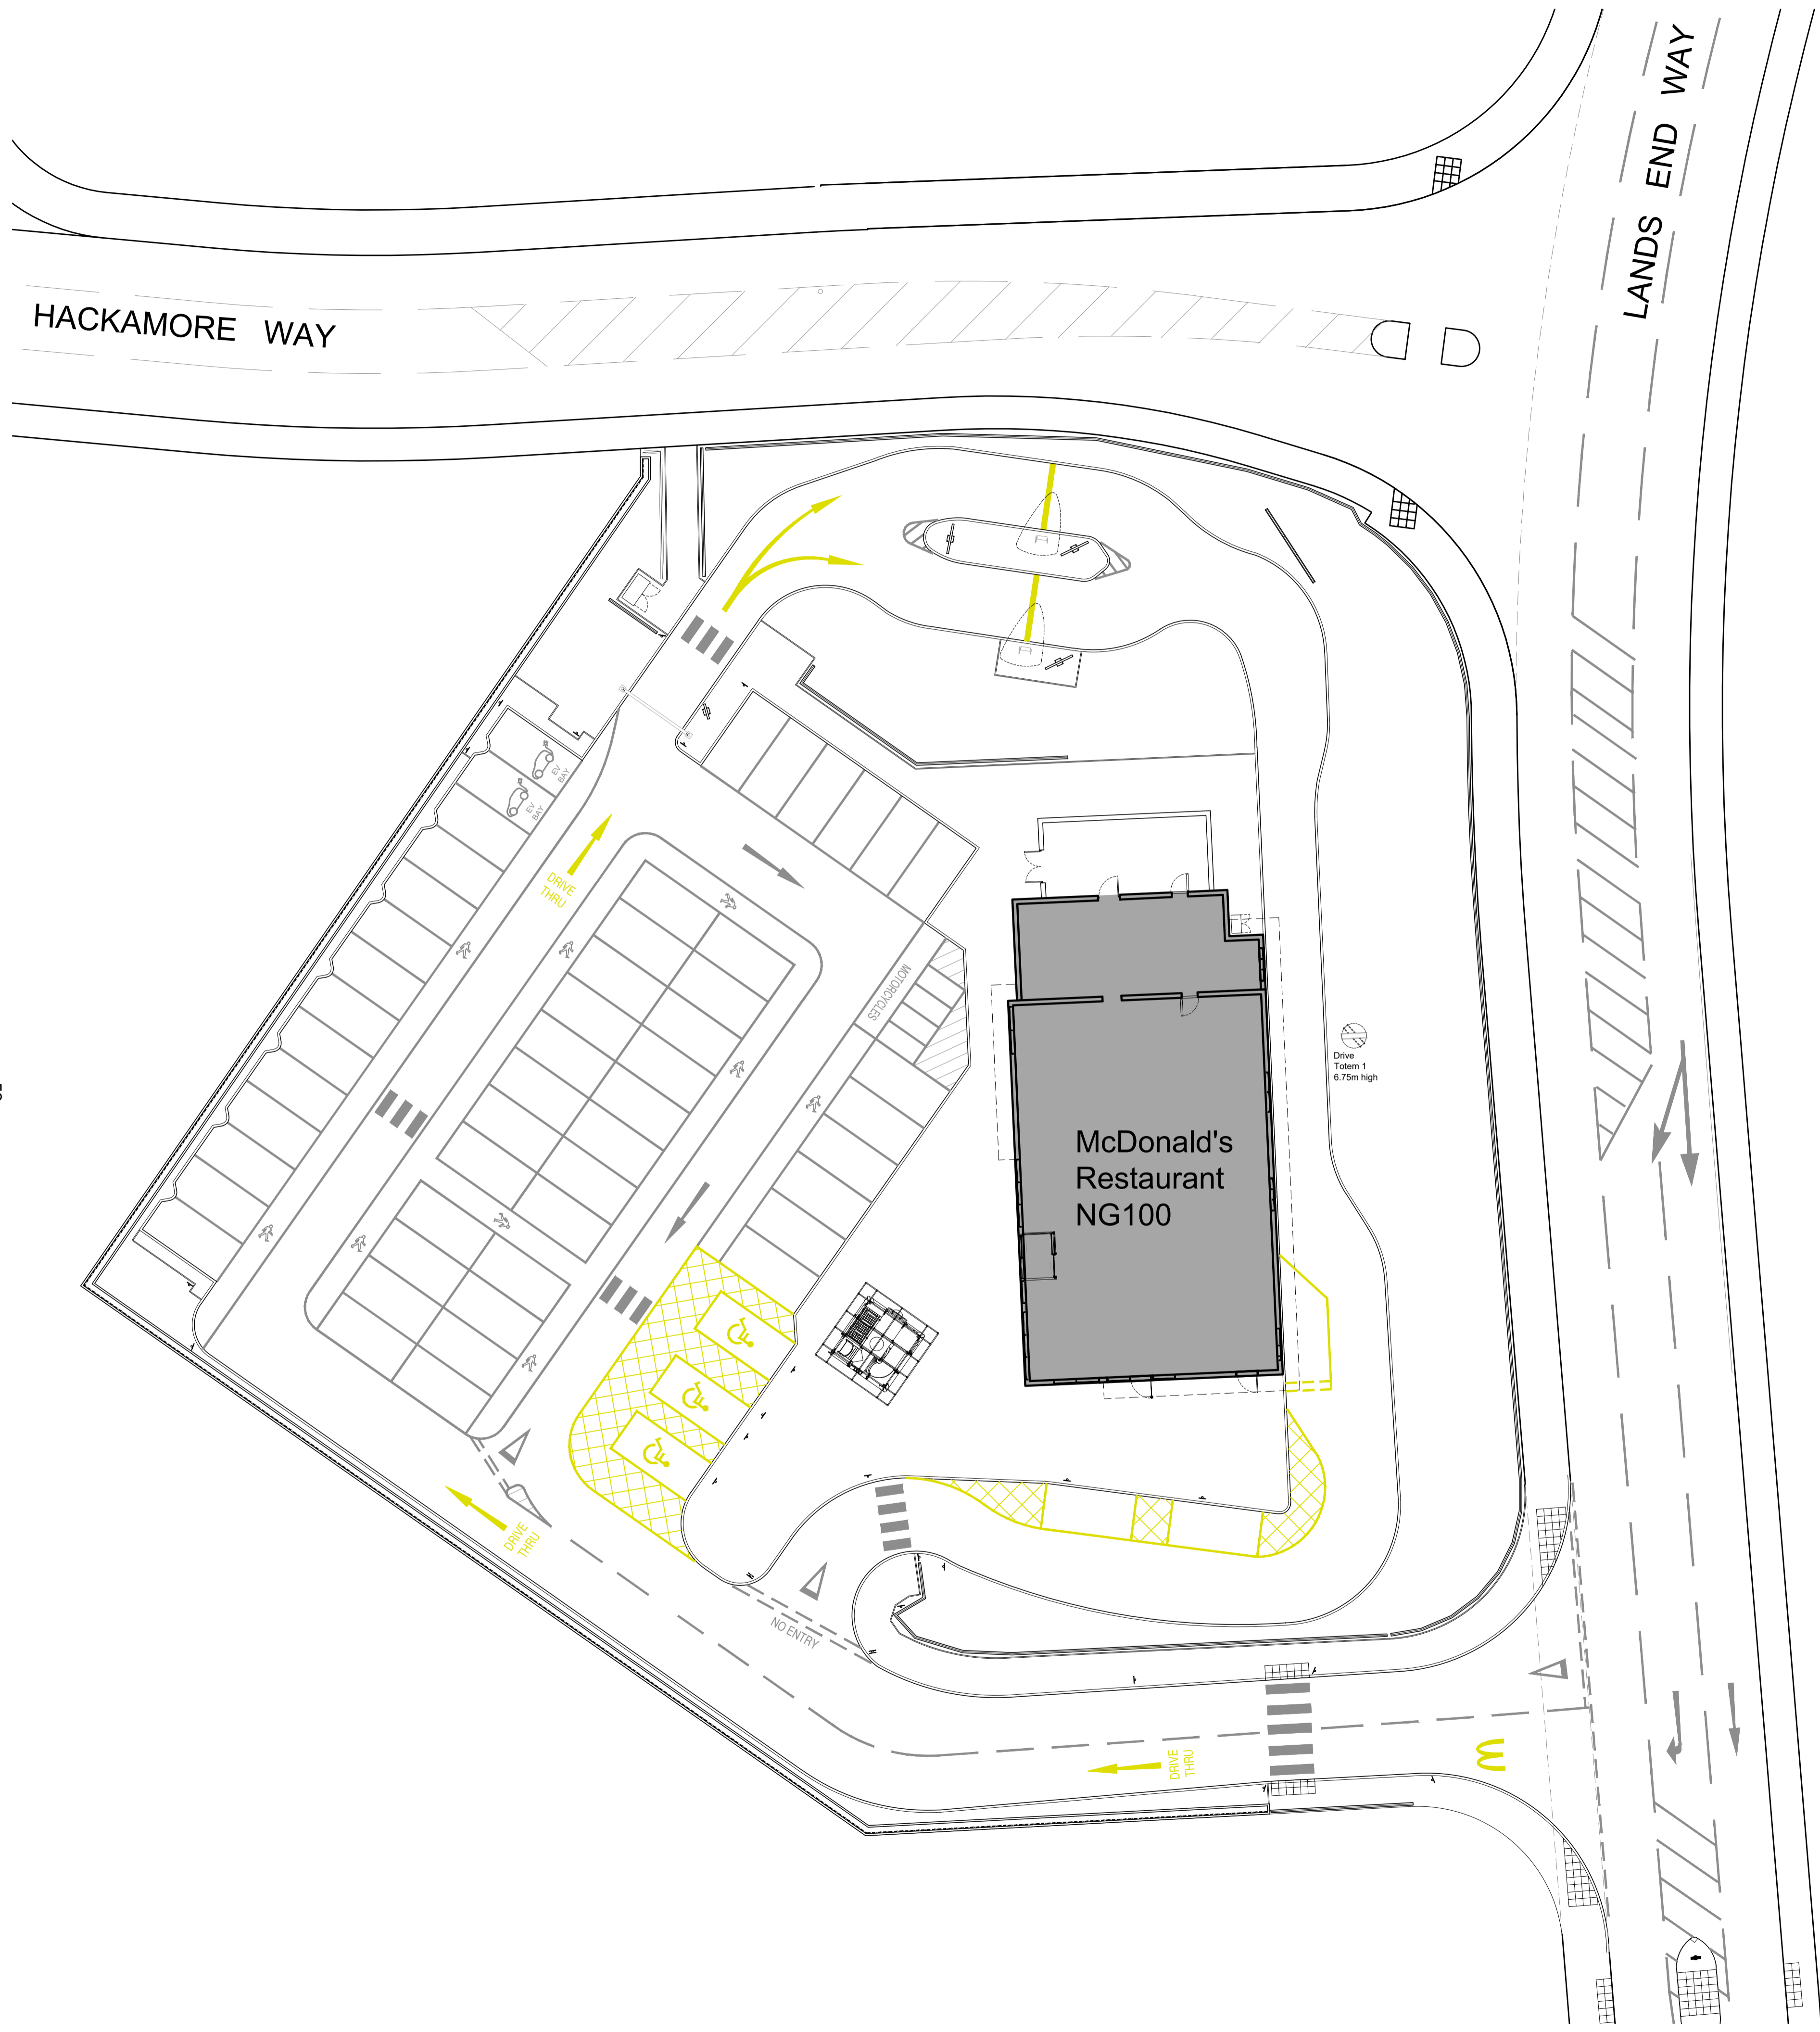 LANDS END WAY
HACKAMORE WAY
EV
BAY
EV
BAY
DRIVE
THRU
MOTORCYCLES
Drive
Totem 1
6.75m high
McDonald's
Restaurant
NG100
DRIVE
THRU
NO ENTRY
DRIVE
THRU